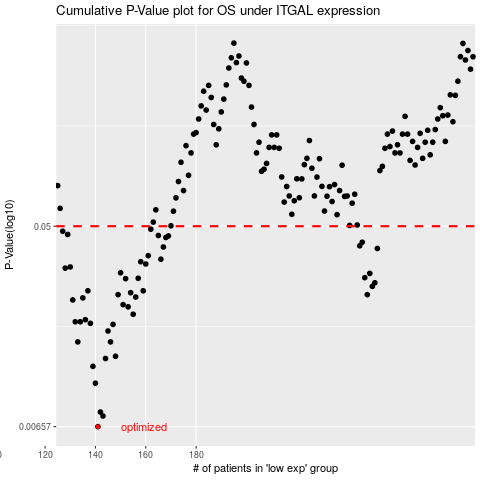 Cumulative P-Value plot for OS under ITGAL expression
P-Value(log10)
0.05
0.00657
optimized
0 120 140 160 180
# of patients in 'low exp' group